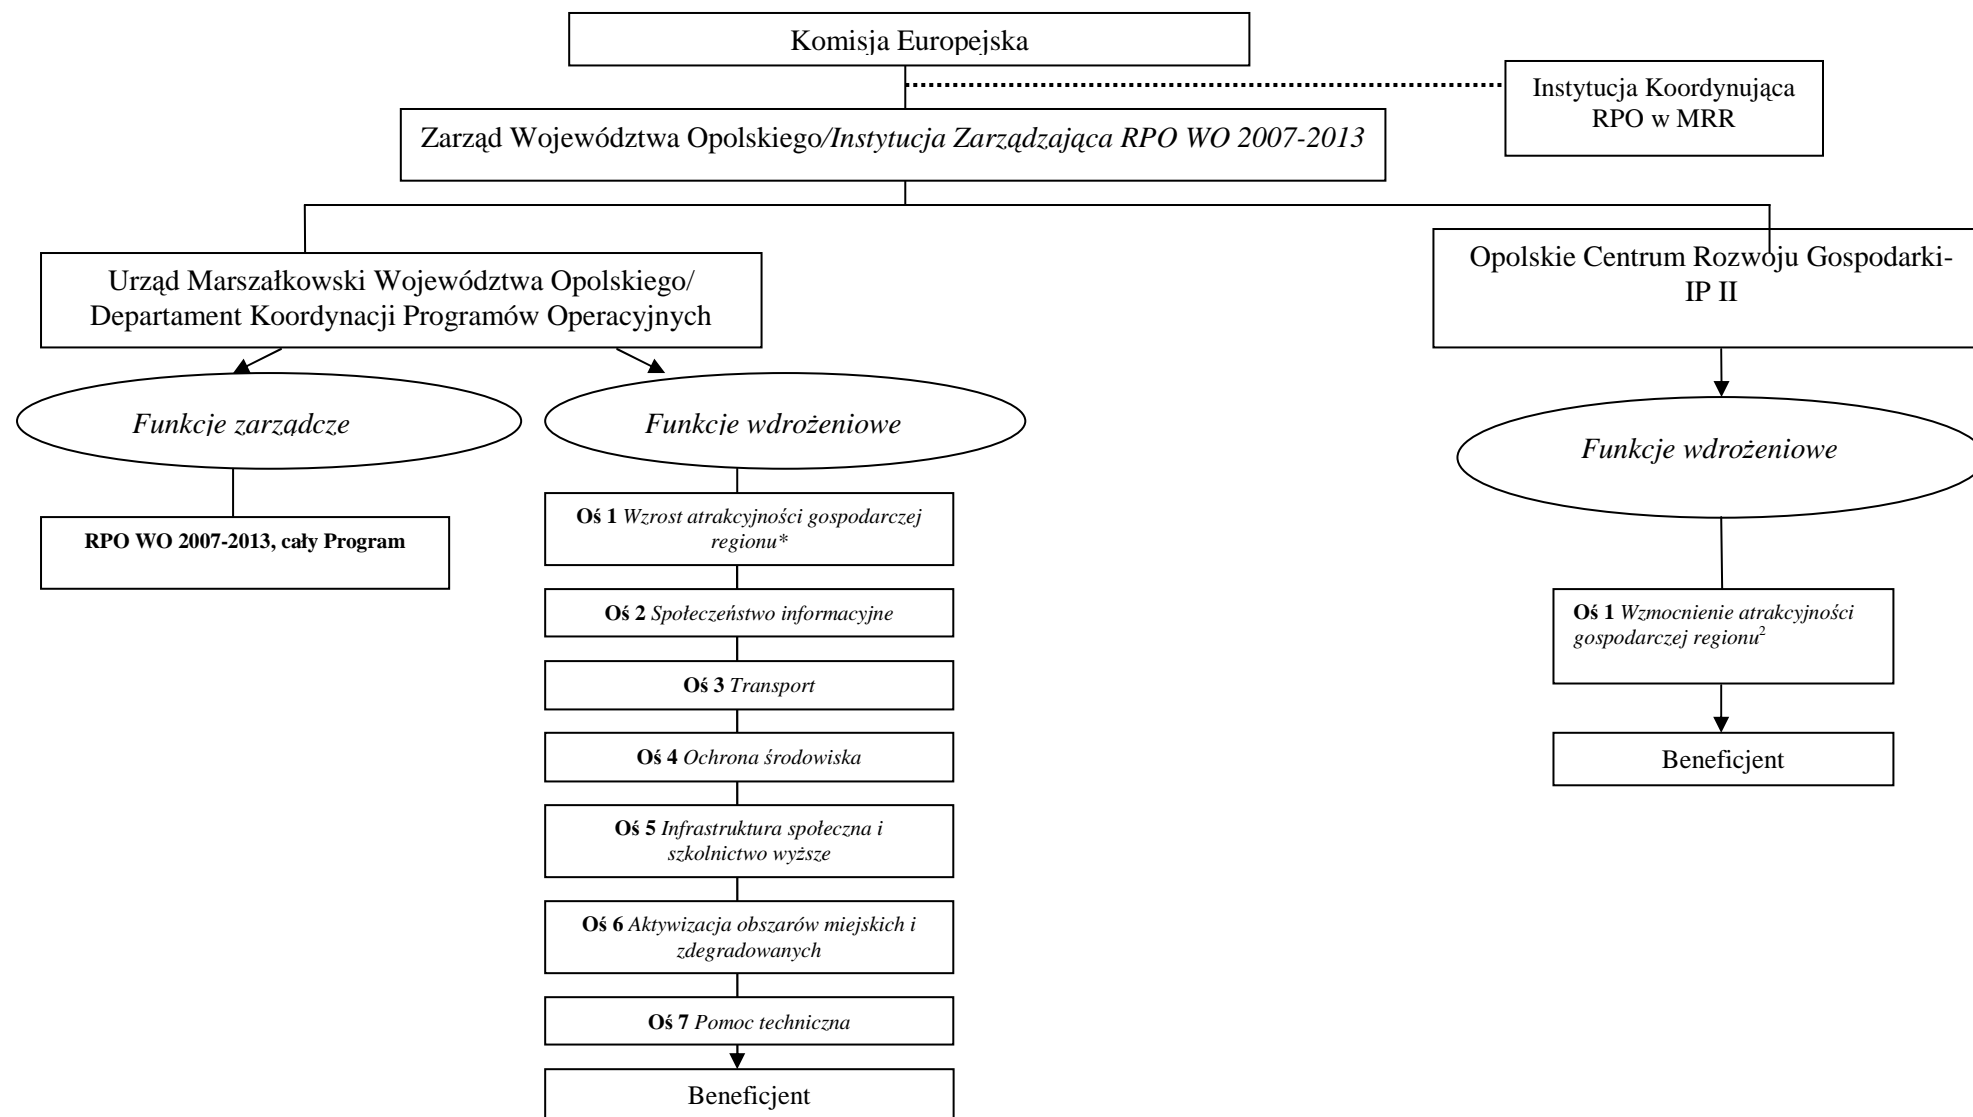 Komisja Europejska
Instytucja Koordynująca
RPO w MRR
Zarząd Województwa Opolskiego/Instytucja Zarządzająca RPO WO 2007-2013
Urząd Marszałkowski Województwa Opolskiego/
Departament Koordynacji Programów Operacyjnych
Opolskie Centrum Rozwoju Gospodarki-
IP II
Funkcje zarządcze
Funkcje wdrożeniowe
Funkcje wdrożeniowe
RPO WO 2007-2013, cały Program
Oś 1 Wzrost atrakcyjności gospodarczej
regionu*
Oś 2 Społeczeństwo informacyjne
Oś 3 Transport
Oś 4 Ochrona środowiska
Oś 5 Infrastruktura społeczna i
szkolnictwo wyższe
Oś 6 Aktywizacja obszarów miejskich i
zdegradowanych
Oś 7 Pomoc techniczna
Beneficjent
Oś 1 Wzmocnienie atrakcyjności
gospodarczej regionu²
Beneficjent